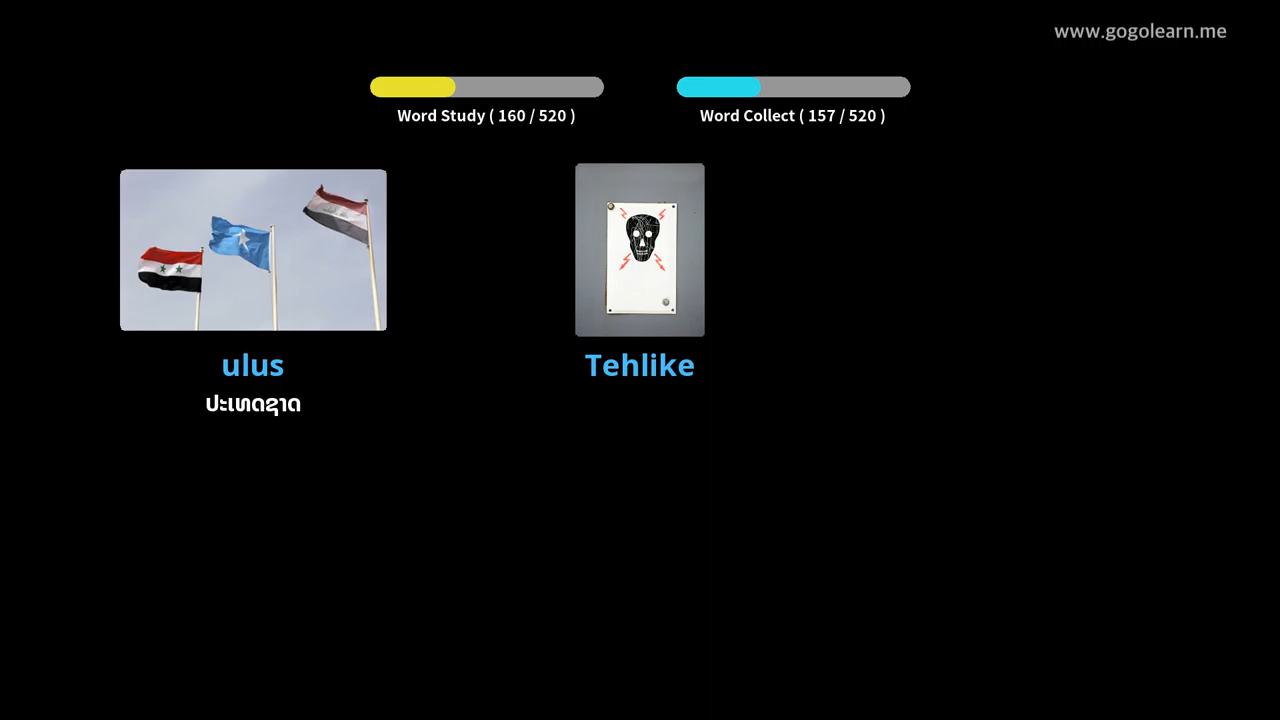 www.gogolearn.me
Word Study ( 160 / 520 )
Word Collect ( 157 / 520 )
ulus
ປະເທດຊາດ
Tehlike